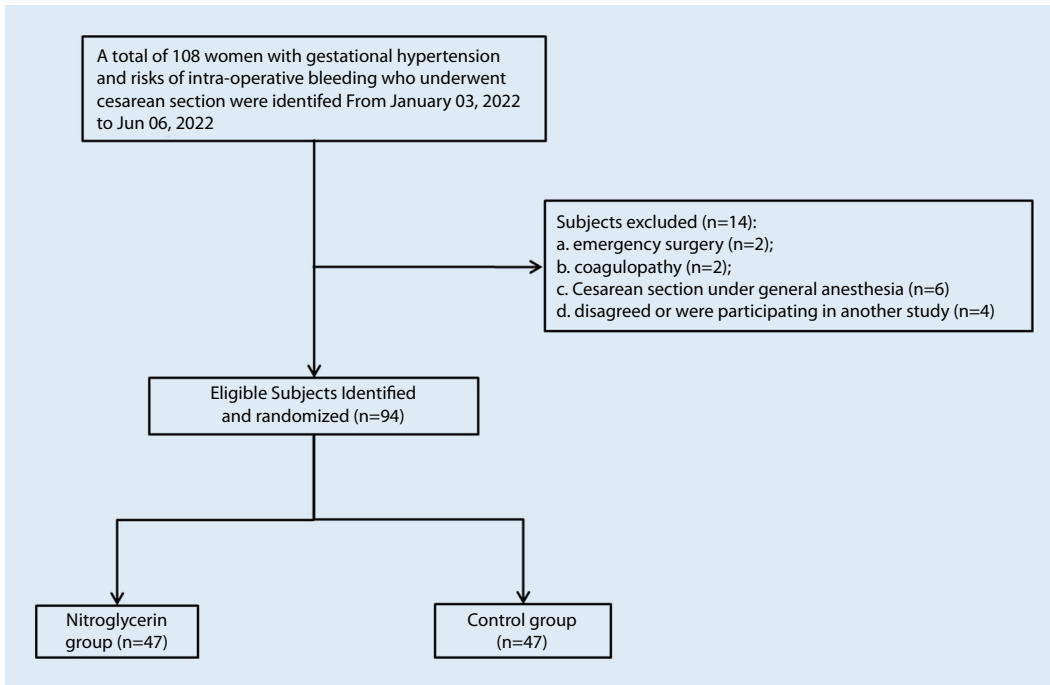 A total of 108 women with gestational hypertension
and risks of intra-operative bleeding who underwent
cesarean section were identifed From January 03, 2022
to Jun 06, 2022
Subjects excluded (n=14):
a. emergency surgery (n=2);
b. coagulopathy (n=2);
c. Cesarean section under general anesthesia (n=6)
d. disagreed or were participating in another study (n=4)
Eligible Subjects Identified
and randomized (n=94)
Nitroglycerin
group (n=47)
Control group
(n=47)